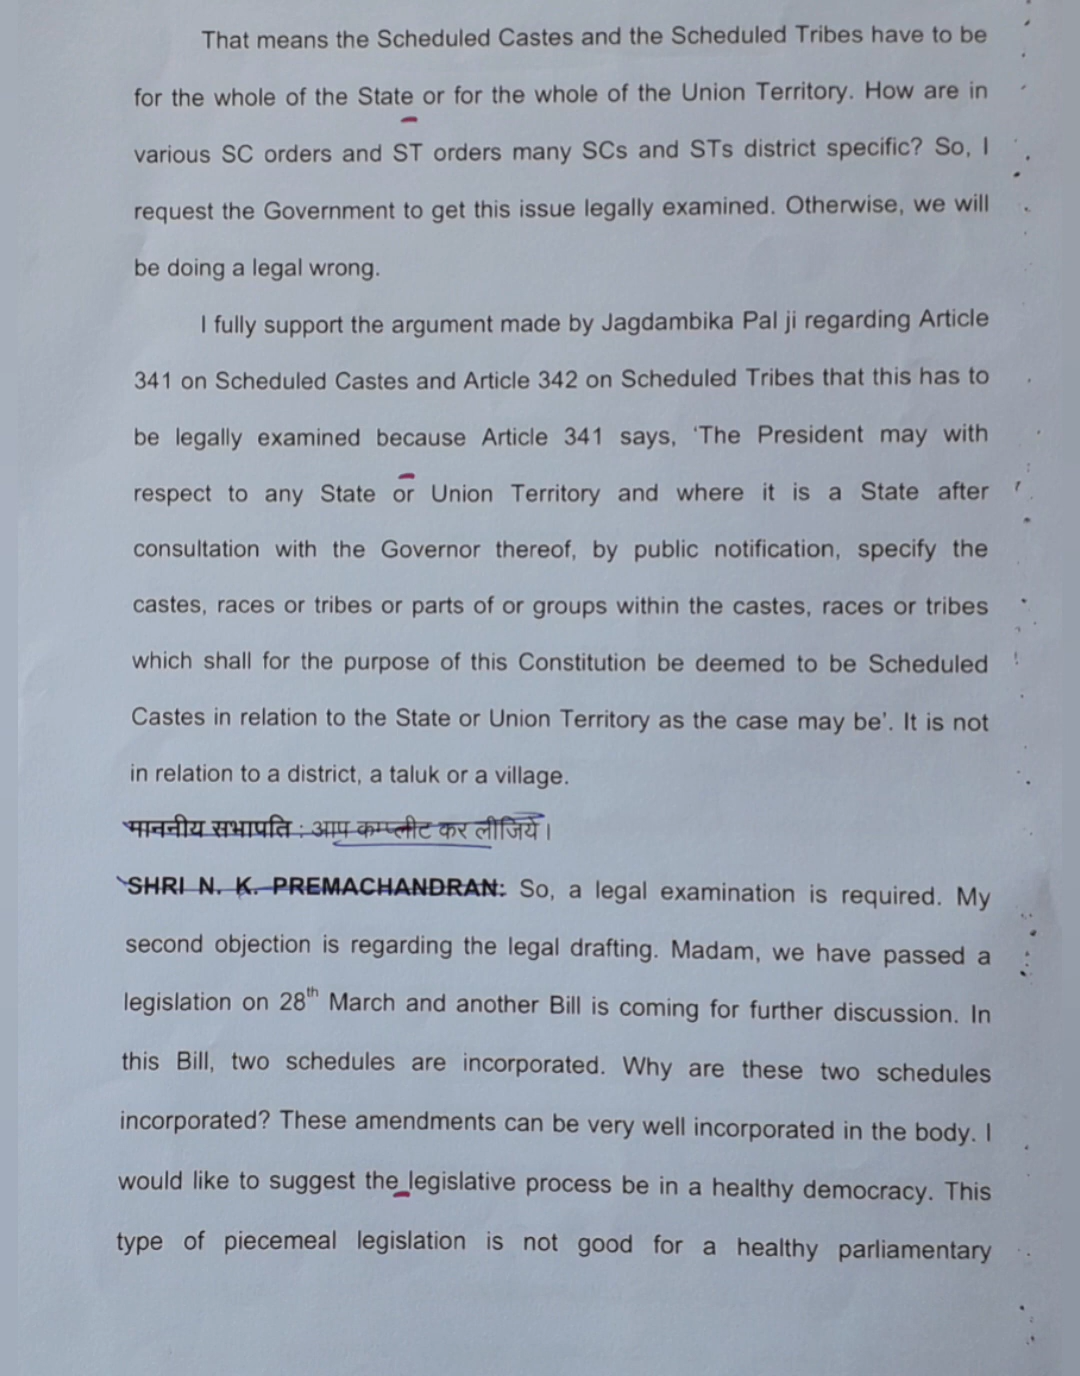 That means the Scheduled Castes and the Scheduled Tribes have to be
for the whole of the State or for the whole of the Union Territory. How are in
various SC orders and ST orders many SCs and STs district specific? So, I
request the Government to get this issue legally examined. Otherwise, we will
be doing a legal wrong.
I fully support the argument made by Jagdambika Pal ji regarding Article
341 on Scheduled Castes and Article 342 on Scheduled Tribes that this has to
be legally examined because Article 341 says, ‘The President may with
respect to any State or Union Territory and where it is a State after
consultation with the Governor thereof, by public notification, specify the
castes, races or tribes or parts of or groups within the castes, races or tribes
which shall for the purpose of this Constitution be deemed to be Scheduled
Castes in relation to the State or Union Territory as the case may be’. It is not
in relation to a district, a taluk or a village.
माननीय सभापति : आप कम्प्लीट कर लीजिये।
SHRI N. K. PREMACHANDRAN: So, a legal examination is required. My
second objection is regarding the legal drafting. Madam, we have passed a
legislation on 28th March and another Bill is coming for further discussion. In
this Bill, two schedules are incorporated. Why are these two schedules
incorporated? These amendments can be very well incorporated in the body. I
would like to suggest the legislative process be in a healthy democracy. This
type of piecemeal legislation is not good for a healthy parliamentary